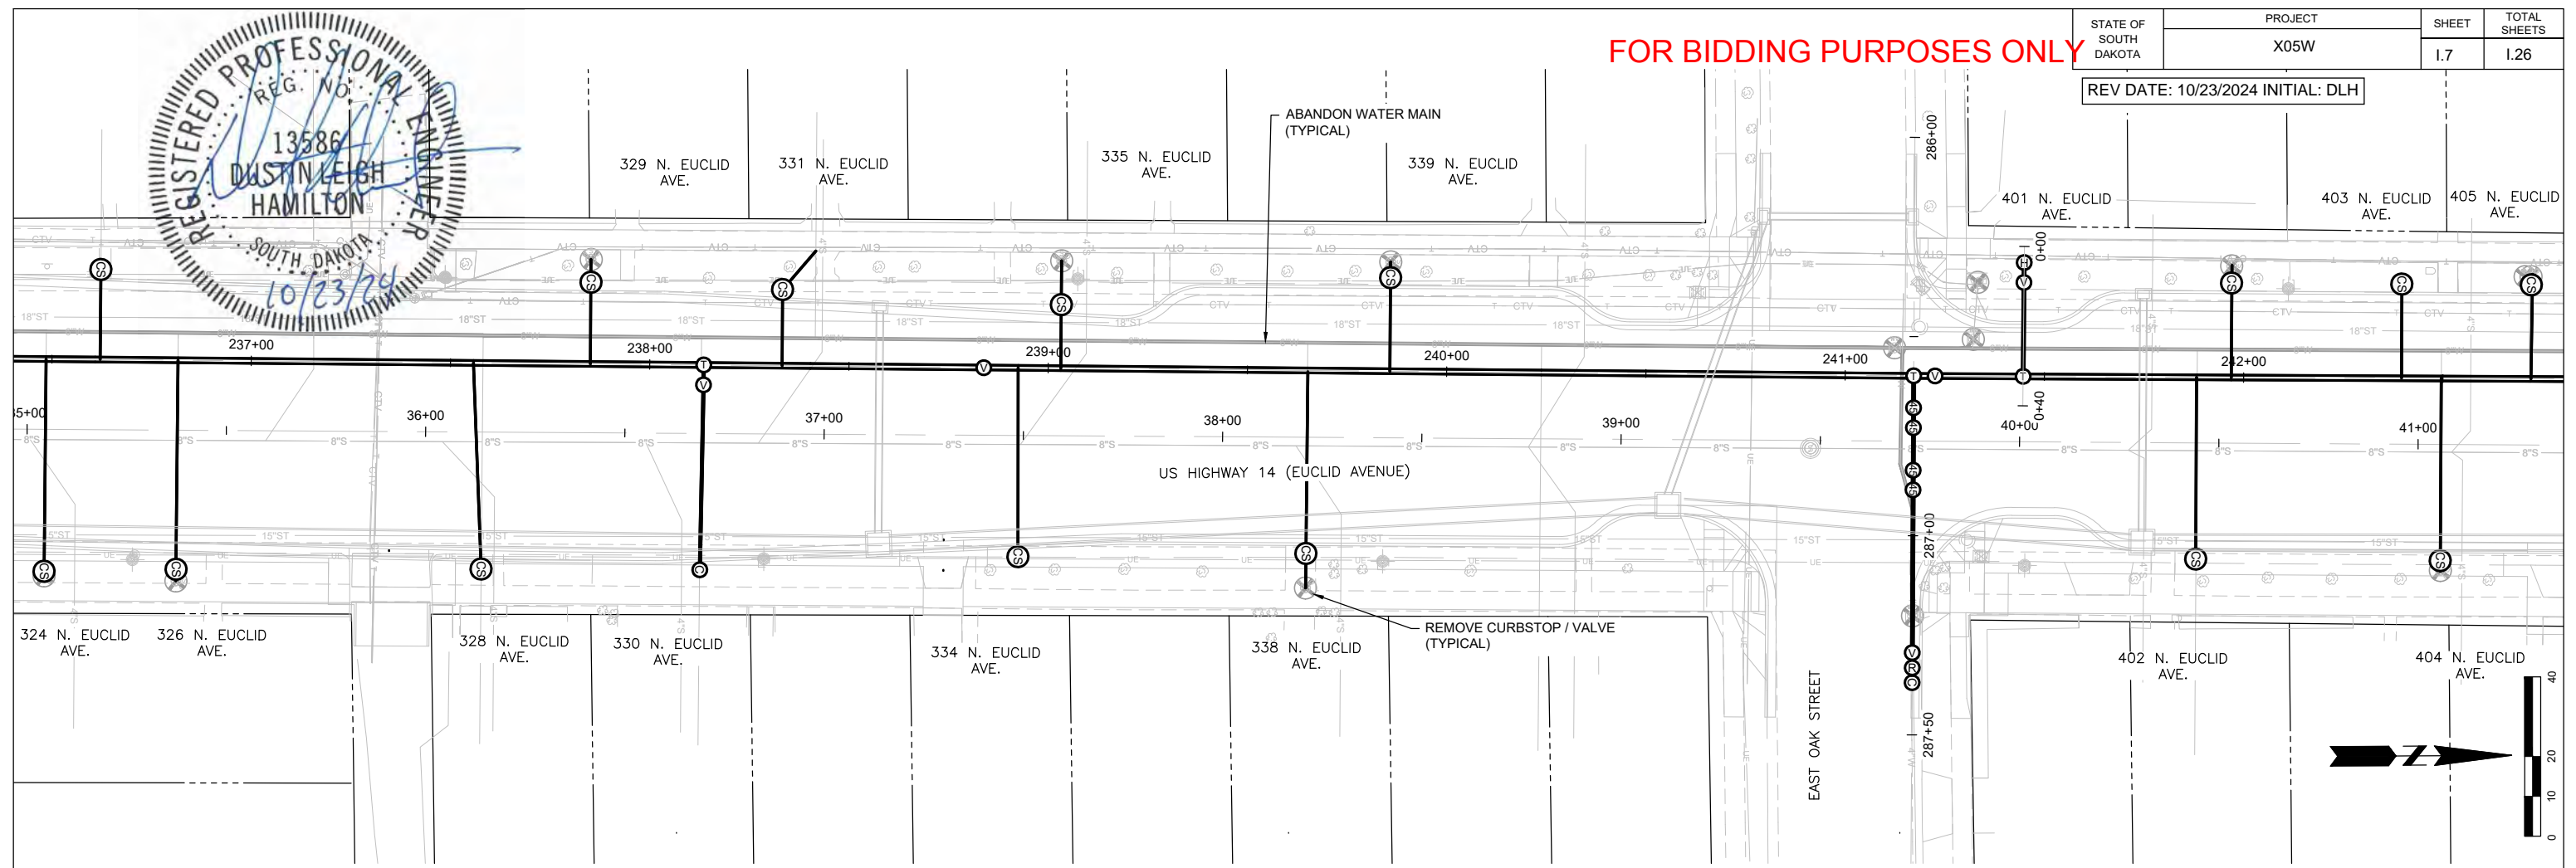 FOR BIDDING PURPOSES ONLY
STATE OF
SOUTH
DAKOTA
PROJECT
X05W
SHEET
I.7
TOTAL
SHEETS
I.26
REV DATE: 10/23/2024 INITIAL: DLH
REGISTERED PROFESSIONAL ENGINEER
REG. NO.
13586
DUSTIN LEIGH
HAMILTON
SOUTH DAKOTA
10/23/24
ABANDON WATER MAIN
(TYPICAL)
329 N. EUCLID
AVE.
331 N. EUCLID
AVE.
335 N. EUCLID
AVE.
339 N. EUCLID
AVE.
401 N. EUCLID
AVE.
403 N. EUCLID
AVE.
405 N. EUCLID
AVE.
286+00
0+00
237+00
238+00
239+00
240+00
241+00
242+00
0+40
35+00
36+00
37+00
38+00
39+00
40+00
41+00
US HIGHWAY 14 (EUCLID AVENUE)
287+00
287+50
EAST OAK STREET
REMOVE CURBSTOP / VALVE
(TYPICAL)
324 N. EUCLID
AVE.
326 N. EUCLID
AVE.
328 N. EUCLID
AVE.
330 N. EUCLID
AVE.
334 N. EUCLID
AVE.
338 N. EUCLID
AVE.
402 N. EUCLID
AVE.
404 N. EUCLID
AVE.
N
40
20
10
0